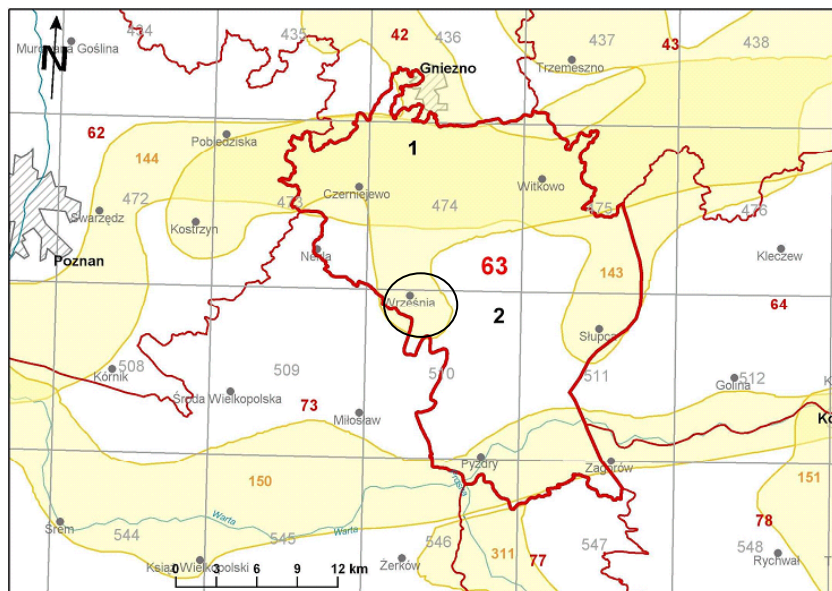 434
435
42
436
437
43
438
Murowana Goślina
N
Gniezno
Trzemeszno
62
Pobiedziska
1
144
Czerniejewo
Witkowo
472
473
474
475
476
Swarzędz
Kostrzyn
Poznan
Nekla
63
143
Kleczew
Września
2
64
Słupca
508
509
510
511
512
Kórnik
Golina
Środa Wielkopolska
73
Miłosław
Pyzdry
Zagórów
150
Prosna
151
Warta
Warta
Śrem
544
545
546
547
78
548
Książ Wielkopolski
Żerków
311
77
Rychwał
0 3 6 9 12 km